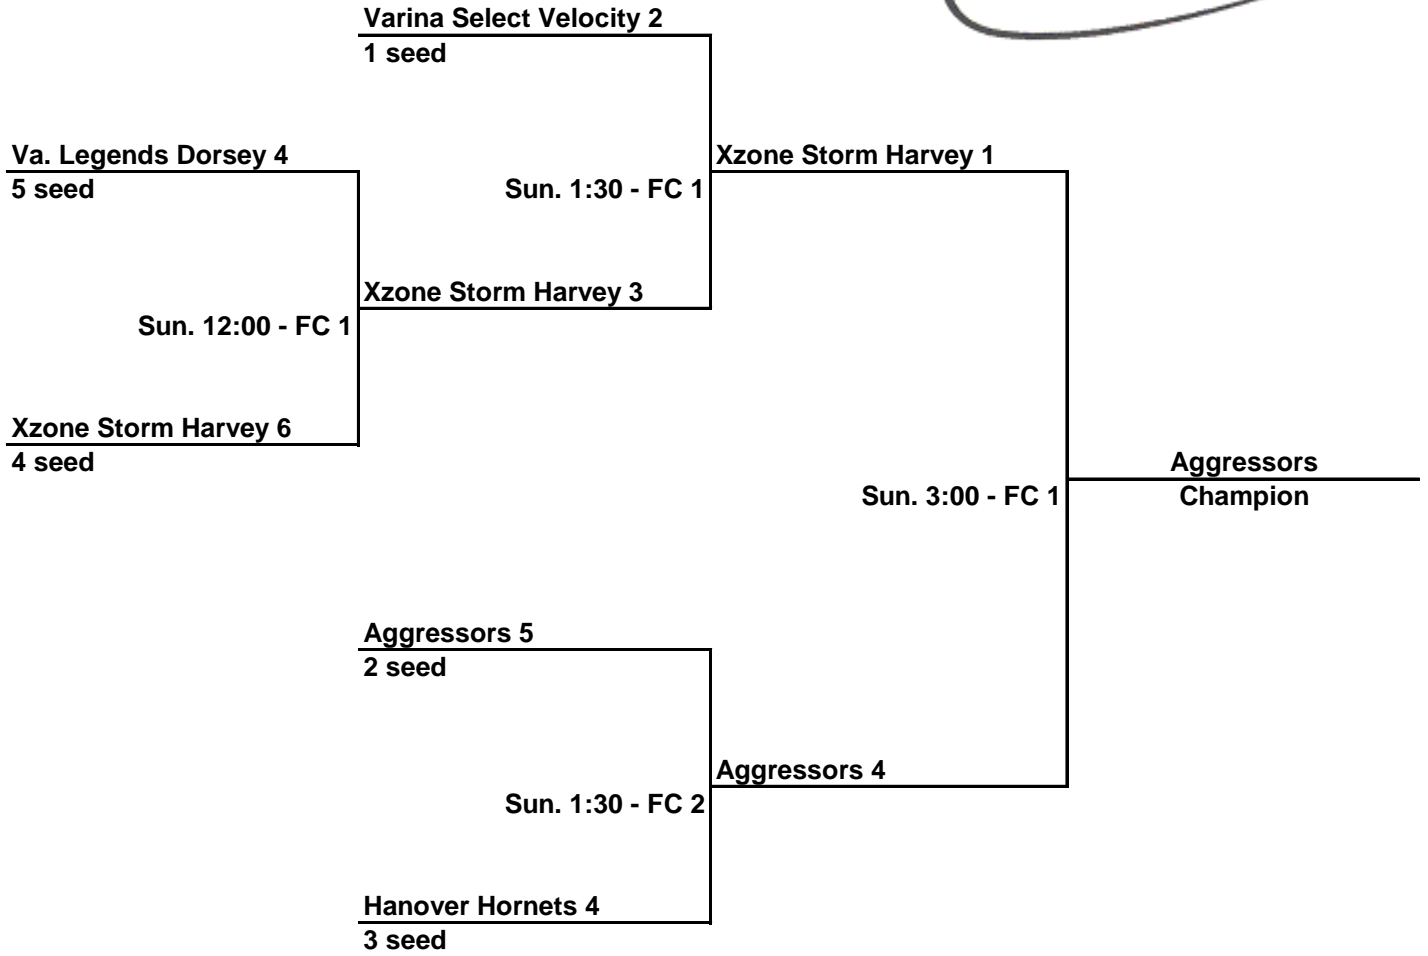 Varina Select Velocity 2
1 seed
Va. Legends Dorsey 4
5 seed
Sun. 1:30 - FC 1
Xzone Storm Harvey 1
Xzone Storm Harvey 3
Sun. 12:00 - FC 1
Xzone Storm Harvey 6
4 seed
Sun. 3:00 - FC 1
Aggressors
Champion
Aggressors 5
2 seed
Sun. 1:30 - FC 2
Aggressors 4
Hanover Hornets 4
3 seed